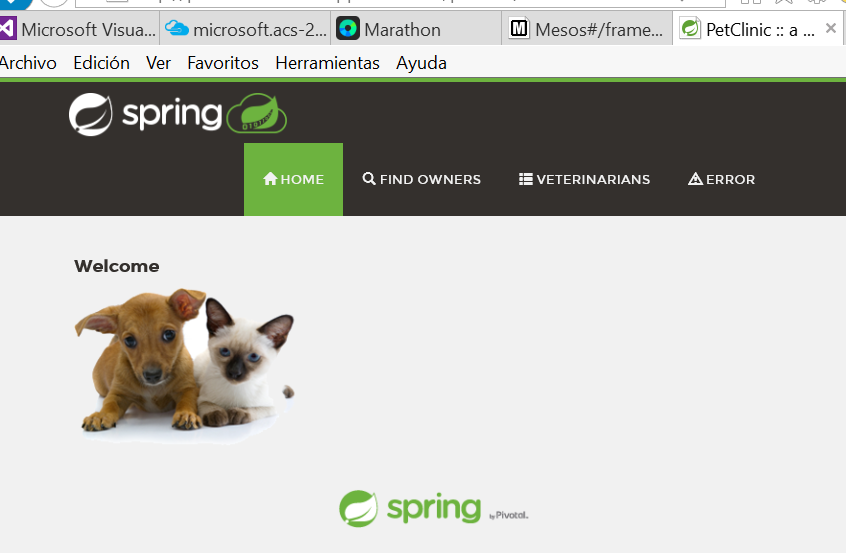 Microsoft Visua...
microsoft.acs-2...
Marathon
Mesos#/frame...
PetClinic :: a ...
Archivo Edición Ver Favoritos Herramientas Ayuda
spring
HOME FIND OWNERS VETERINARIANS ERROR
Welcome
spring by Pivotal.